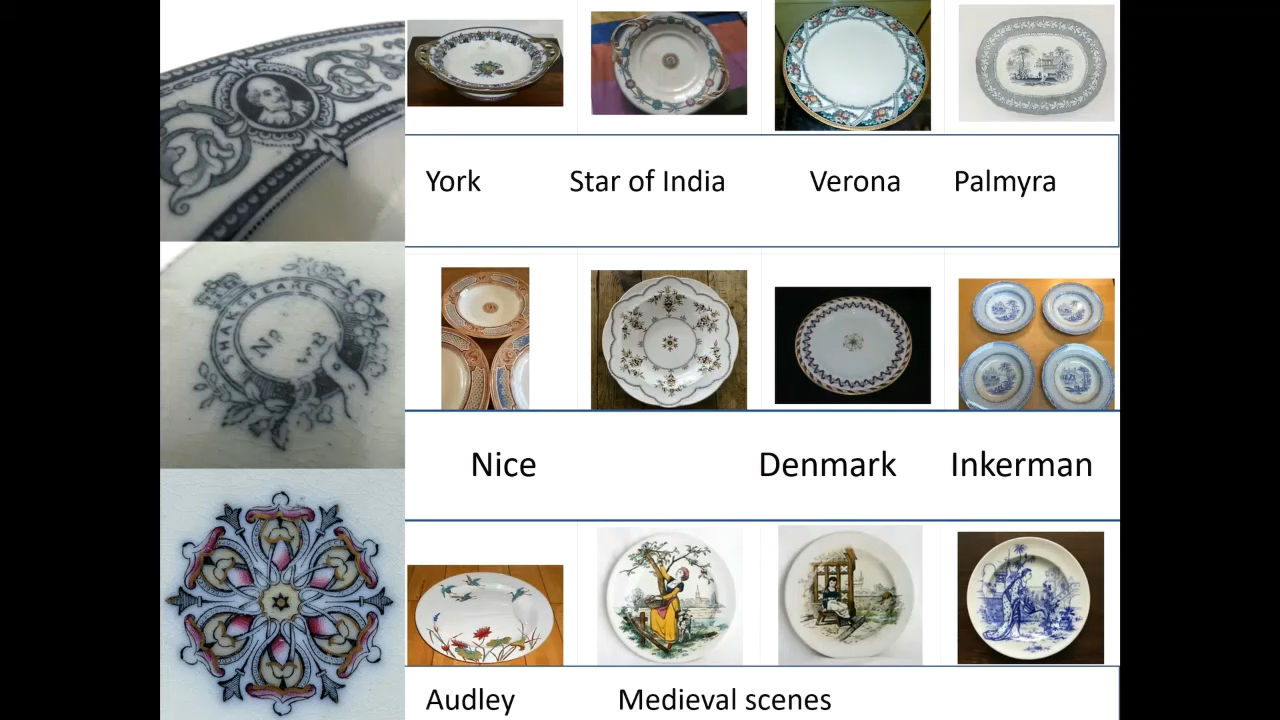 SHAKSPEARE
York Star of India Verona Palmyra
Nice Denmark Inkerman
Audley Medieval scenes